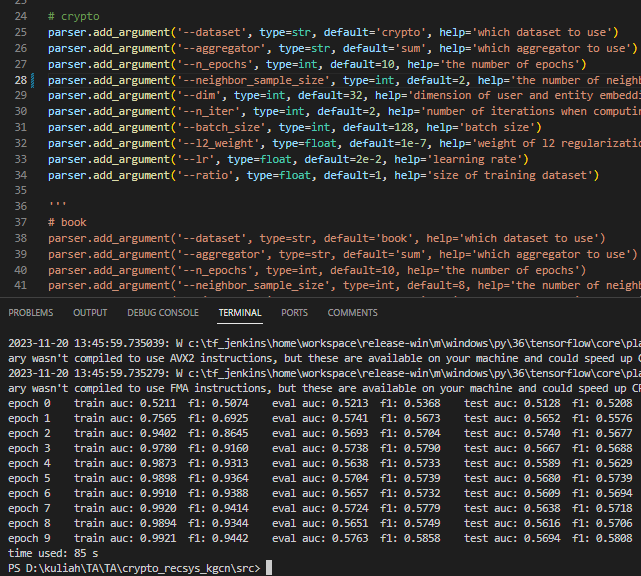 23
24 # crypto
25 parser.add_argument('--dataset', type=str, default='crypto', help='which dataset to use')
26 parser.add_argument('--aggregator', type=str, default='sum', help='which aggregator to use')
27 parser.add_argument('--n_epochs', type=int, default=10, help='the number of epochs')
28 parser.add_argument('--neighbor_sample_size', type=int, default=2, help='the number of neighb
29 parser.add_argument('--dim', type=int, default=32, help='dimension of user and entity embeddi
30 parser.add_argument('--n_iter', type=int, default=2, help='number of iterations when computin
31 parser.add_argument('--batch_size', type=int, default=128, help='batch size')
32 parser.add_argument('--l2_weight', type=float, default=1e-7, help='weight of l2 regularizatio
33 parser.add_argument('--lr', type=float, default=2e-2, help='learning rate')
34 parser.add_argument('--ratio', type=float, default=1, help='size of training dataset')
35
36 '''
37 # book
38 parser.add_argument('--dataset', type=str, default='book', help='which dataset to use')
39 parser.add_argument('--aggregator', type=str, default='sum', help='which aggregator to use')
40 parser.add_argument('--n_epochs', type=int, default=10, help='the number of epochs')
41 parser.add_argument('--neighbor_sample_size', type=int, default=8, help='the number of neighb
PROBLEMS OUTPUT DEBUG CONSOLE TERMINAL PORTS COMMENTS
2023-11-20 13:45:59.735039: W c:\tf_jenkins\home\workspace\release-win\m\windows\py\36\tensorflow\core\pla
ary wasn't compiled to use AVX2 instructions, but these are available on your machine and could speed up C
2023-11-20 13:45:59.735279: W c:\tf_jenkins\home\workspace\release-win\m\windows\py\36\tensorflow\core\pla
ary wasn't compiled to use FMA instructions, but these are available on your machine and could speed up CP
epoch 0 train auc: 0.5211 f1: 0.5074 eval auc: 0.5213 f1: 0.5368 test auc: 0.5128 f1: 0.5208
epoch 1 train auc: 0.7565 f1: 0.6925 eval auc: 0.5741 f1: 0.5673 test auc: 0.5652 f1: 0.5576
epoch 2 train auc: 0.9402 f1: 0.8645 eval auc: 0.5693 f1: 0.5704 test auc: 0.5740 f1: 0.5677
epoch 3 train auc: 0.9780 f1: 0.9160 eval auc: 0.5738 f1: 0.5790 test auc: 0.5667 f1: 0.5688
epoch 4 train auc: 0.9873 f1: 0.9313 eval auc: 0.5638 f1: 0.5733 test auc: 0.5589 f1: 0.5629
epoch 5 train auc: 0.9898 f1: 0.9364 eval auc: 0.5704 f1: 0.5739 test auc: 0.5680 f1: 0.5739
epoch 6 train auc: 0.9910 f1: 0.9388 eval auc: 0.5657 f1: 0.5732 test auc: 0.5609 f1: 0.5694
epoch 7 train auc: 0.9920 f1: 0.9414 eval auc: 0.5724 f1: 0.5779 test auc: 0.5638 f1: 0.5718
epoch 8 train auc: 0.9894 f1: 0.9344 eval auc: 0.5651 f1: 0.5749 test auc: 0.5616 f1: 0.5706
epoch 9 train auc: 0.9921 f1: 0.9442 eval auc: 0.5763 f1: 0.5858 test auc: 0.5694 f1: 0.5808
time used: 85 s
PS D:\kuliah\TA\TA\crypto_recsys_kgcn\src>